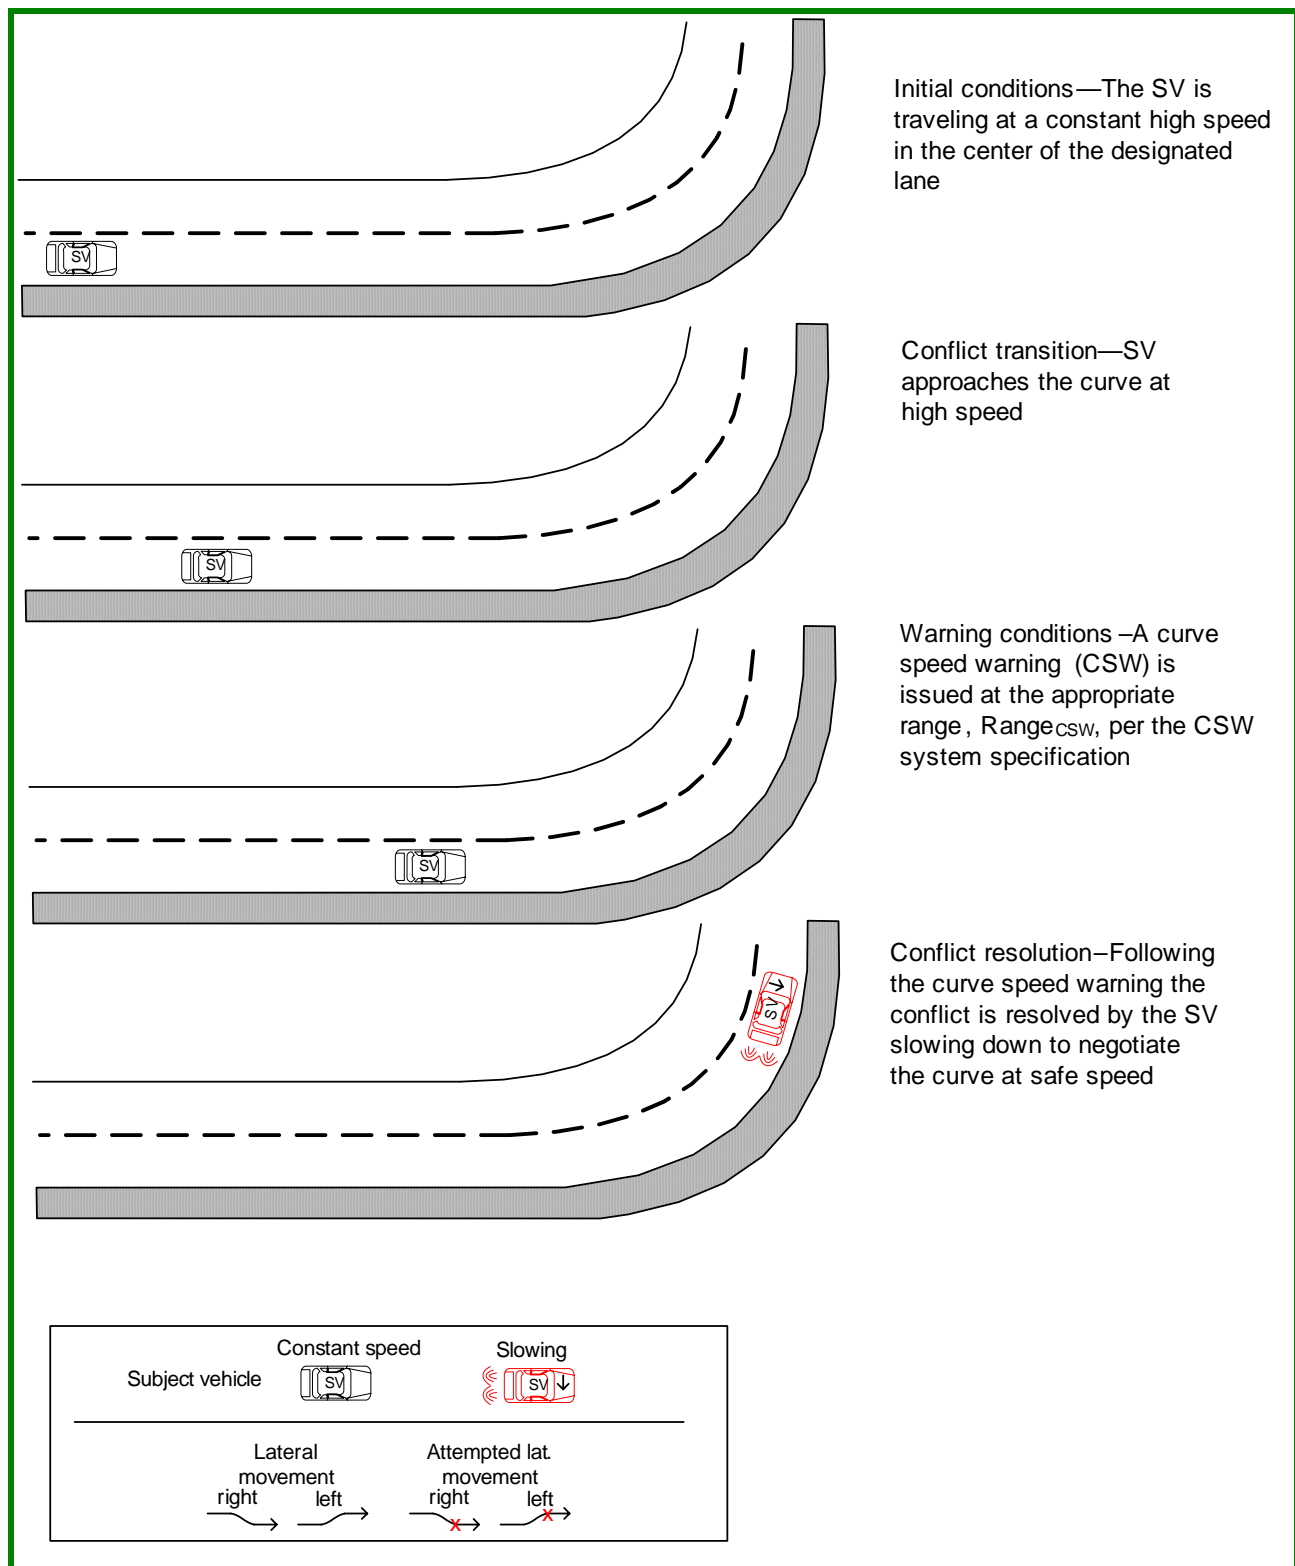 Initial conditions—The SV is
traveling at a constant high speed
in the center of the designated
lane
SV
Conflict transition—SV
approaches the curve at
high speed
SV
Warning conditions –A curve
speed warning (CSW) is
issued at the appropriate
range, RangeCSW, per the CSW
system specification
SV
Conflict resolution–Following
the curve speed warning the
conflict is resolved by the SV
slowing down to negotiate
the curve at safe speed
SV
Constant speed
Slowing
Subject vehicle
SV
SV
Lateral
movement
right
left
Attempted lat.
movement
right
left
x
x